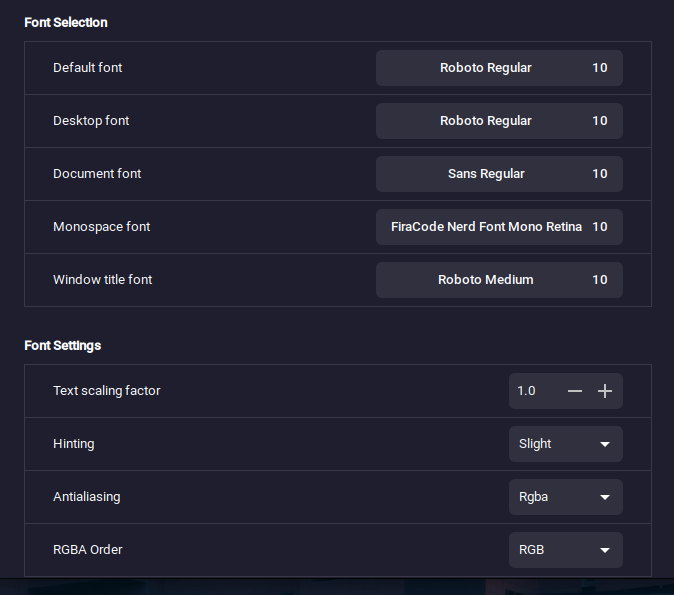 Font Selection
Default font Roboto Regular 10
Desktop font Roboto Regular 10
Document font Sans Regular 10
Monospace font FiraCode Nerd Font Mono Retina 10
Window title font Roboto Medium 10
Font Settings
Text scaling factor 1.0
Hinting Slight
Antialiasing Rgba
RGBA Order RGB